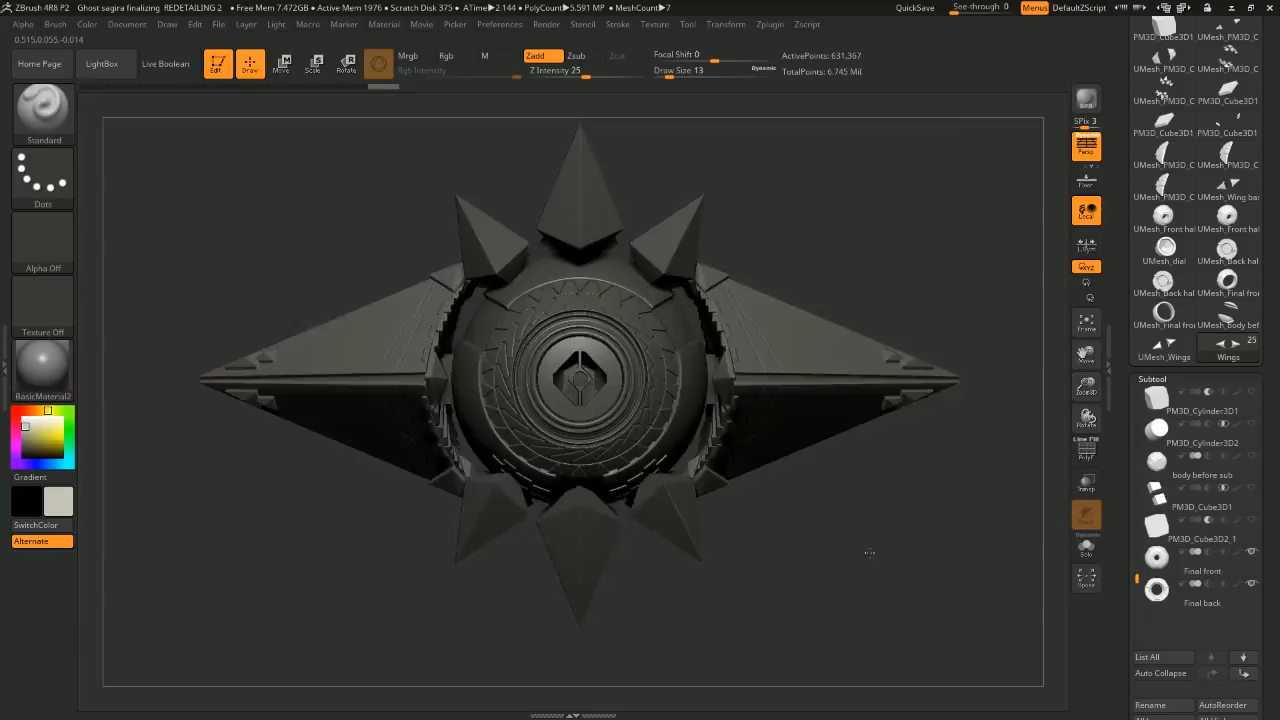 ZBrush 4R8 P2 Ghost sagira finalizing REDETAILING 2 • Free Mem 7.472GB • Active Mem 1976 • Scratch Disk 375 • ATime▶2.144 • PolyCount▶5.591 MP • MeshCount▶7 QuickSave See-through 0 Menus DefaultZScript
Alpha Brush Color Document Draw Edit File Layer Light Macro Marker Material Movie Picker Preferences Render Stencil Stroke Texture Tool Transform Zplugin Zscript
0.515,0.055,-0.014
Home Page LightBox Live Boolean Edit Draw Move Scale Rotate
Mrgb Rgb M
Rgb Intensity
Zadd Zsub Zcut
Z Intensity 25
Focal Shift 0
Draw Size 13 Dynamic
ActivePoints: 631,367
TotalPoints: 6.745 Mil
Standard
Dots
Alpha Off
Texture Off
BasicMaterial2
Gradient
SwitchColor
Alternate
BPR
SPix 3
Dynamic
Persp
Floor
Local
L.Sym
Frame
Move
Zoom3D
Rotate
Line Fill
PolyF
Transp
Dynamic
Solo
Xpose
PM3D_Cube3D1 UMesh_PM3D_C
UMesh_PM3D_C UMesh_PM3D_C
UMesh_PM3D_C PM3D_Cube3D1
PM3D_Cube3D1 PM3D_Cube3D1
UMesh_PM3D_C UMesh_PM3D_C
UMesh_PM3D_C UMesh_Wing bas
UMesh_Front hal UMesh_Front hal
UMesh_dial UMesh_Back hal
UMesh_Back hal UMesh_Final fron
UMesh_Final fro UMesh_Body bef
25
UMesh_Wings Wings
Subtool
PM3D_Cylinder3D1
PM3D_Cylinder3D2
body before sub
PM3D_Cube3D1
PM3D_Cube3D2_1
Final front
Final back
List All
Auto Collapse
Rename AutoReorder